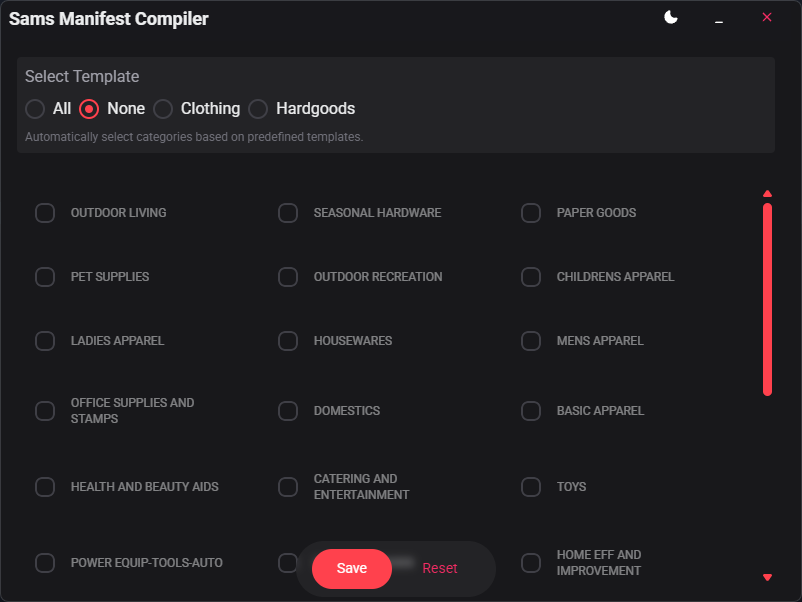 Sams Manifest Compiler
Select Template
All None Clothing Hardgoods
Automatically select categories based on predefined templates.
OUTDOOR LIVING
SEASONAL HARDWARE
PAPER GOODS
PET SUPPLIES
OUTDOOR RECREATION
CHILDRENS APPAREL
LADIES APPAREL
HOUSEWARES
MENS APPAREL
OFFICE SUPPLIES AND
STAMPS
DOMESTICS
BASIC APPAREL
HEALTH AND BEAUTY AIDS
CATERING AND
ENTERTAINMENT
TOYS
POWER EQUIP-TOOLS-AUTO
HOME EFF AND
IMPROVEMENT
Save
Reset